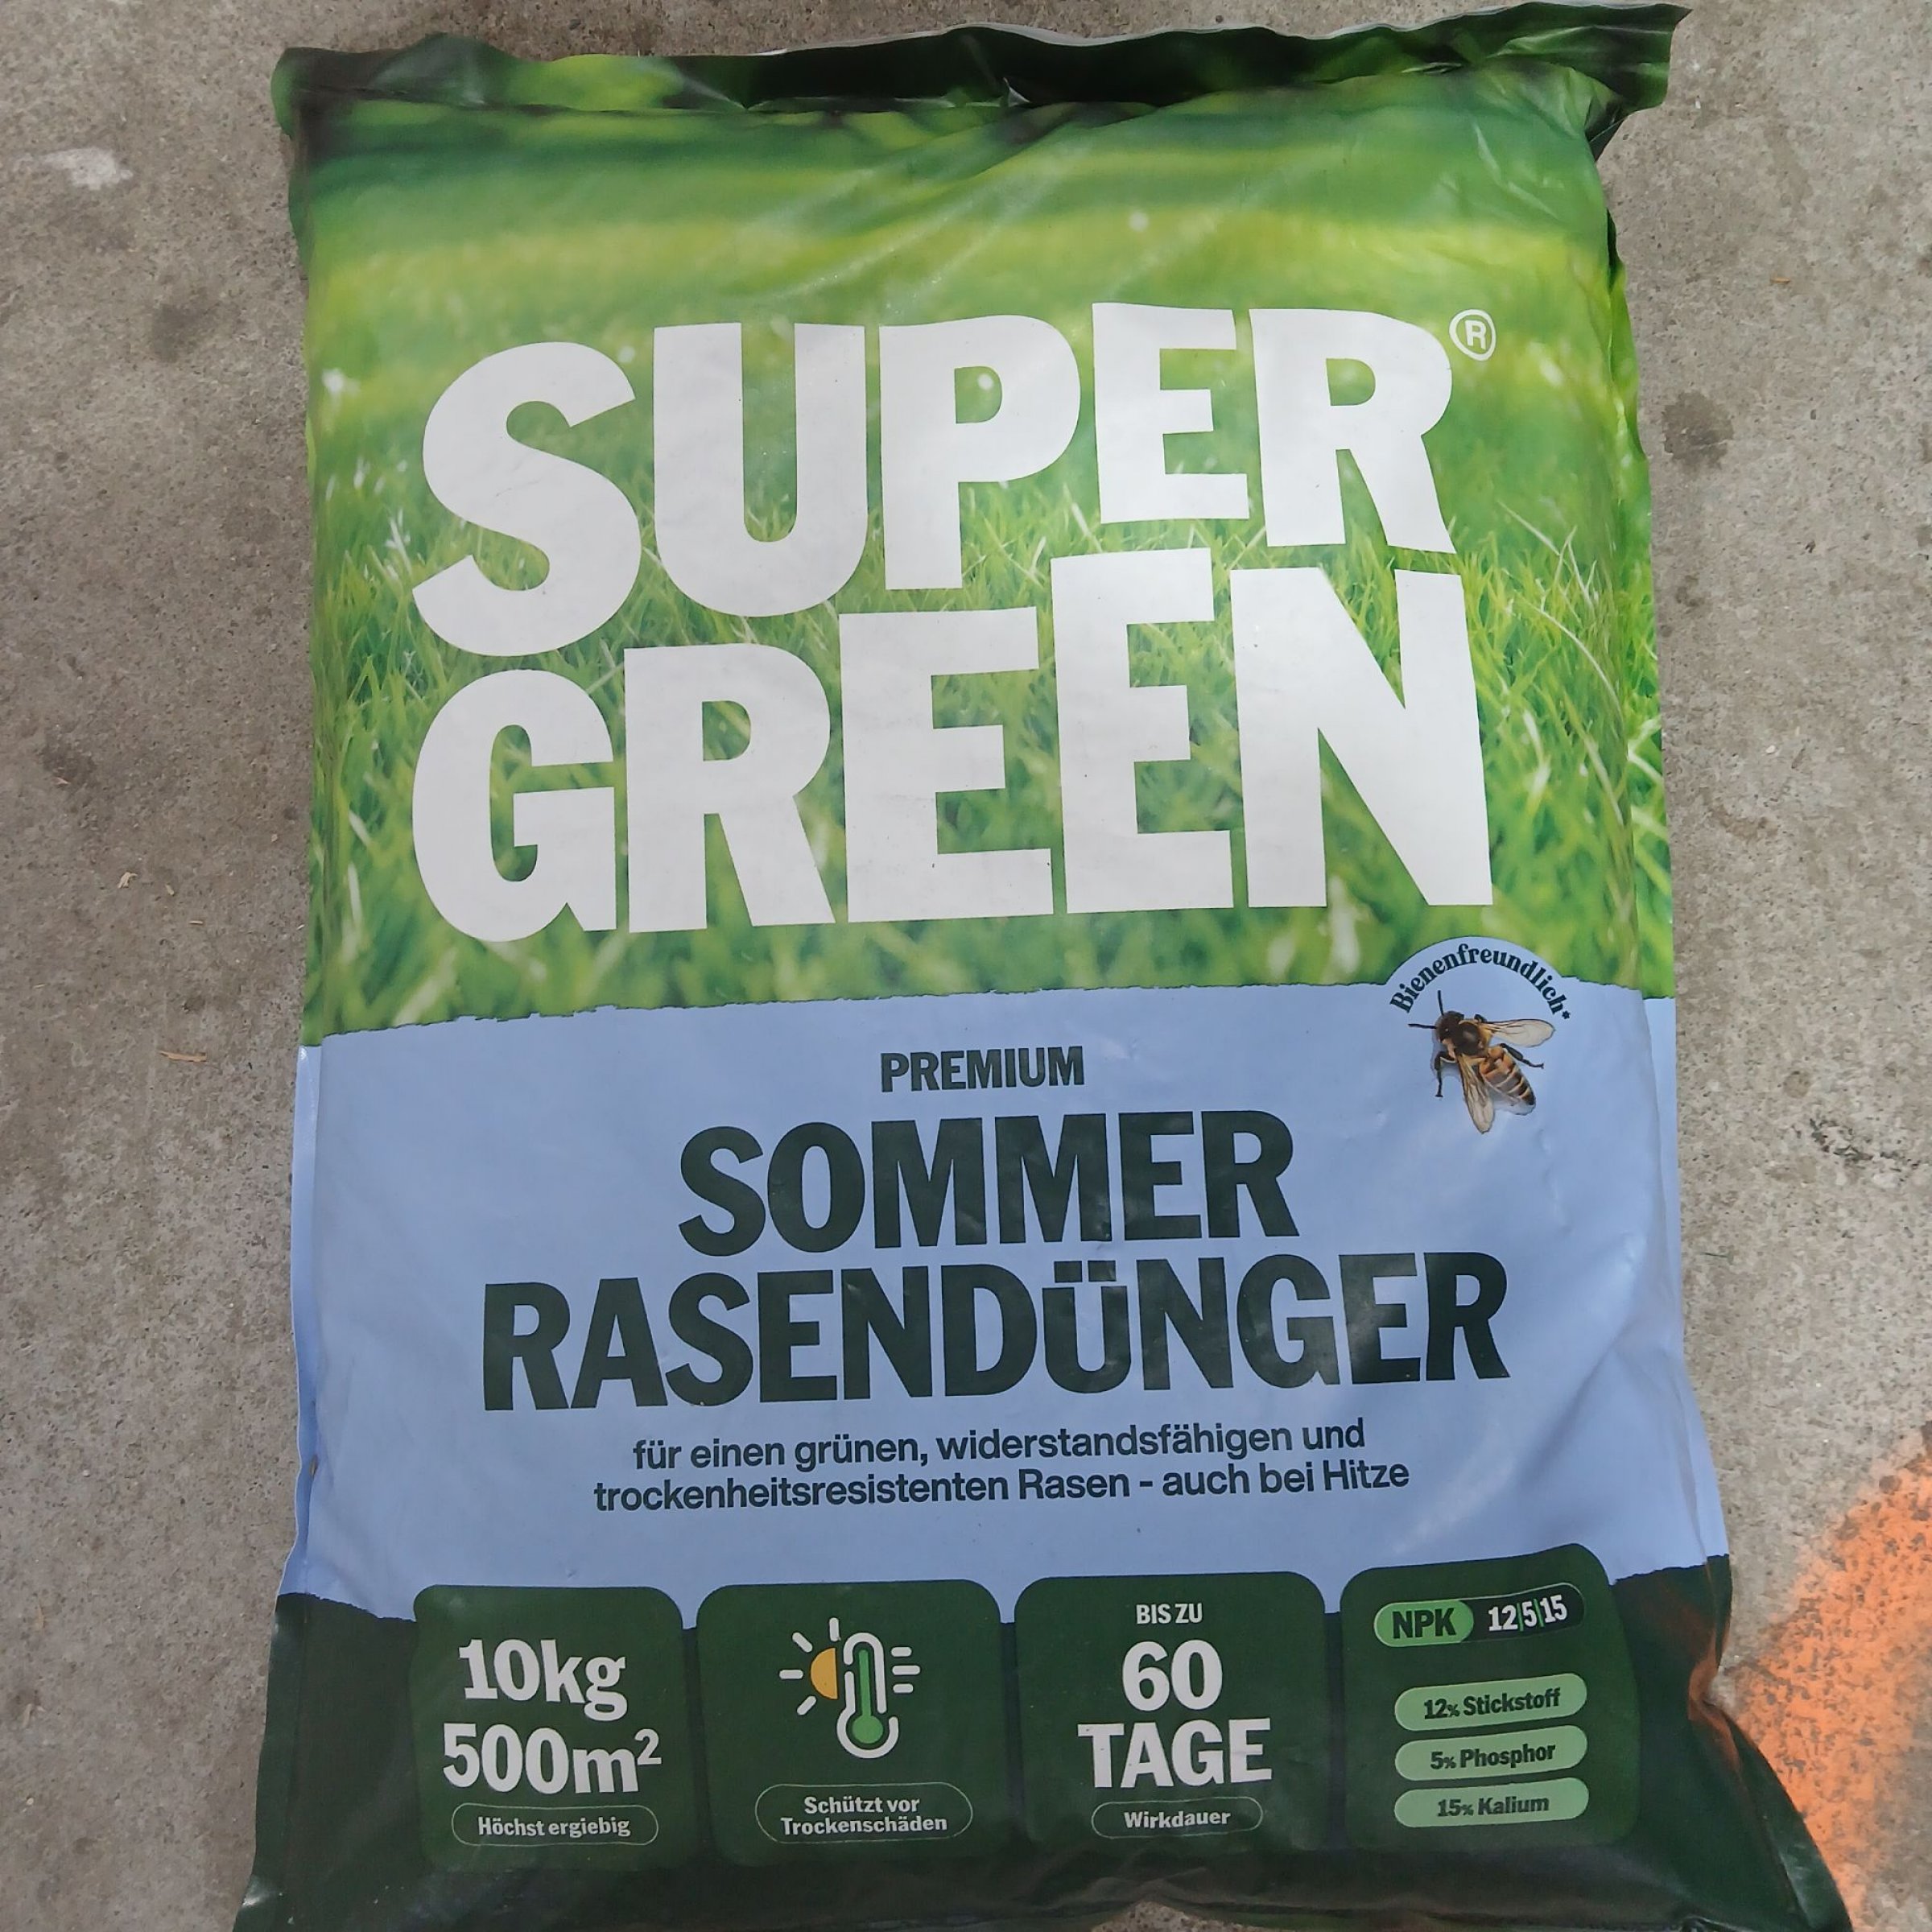 SUPER®
GREEN
Bienenfreundlich*
PREMIUM
SOMMER
RASENDÜNGER
für einen grünen, widerstandsfähigen und
trockenheitsresistenten Rasen - auch bei Hitze
10kg
500m²
Höchst ergiebig
Schützt vor
Trockenschäden
BIS ZU
60
TAGE
Wirkdauer
NPK 12|5|15
12% Stickstoff
5% Phosphor
15% Kalium